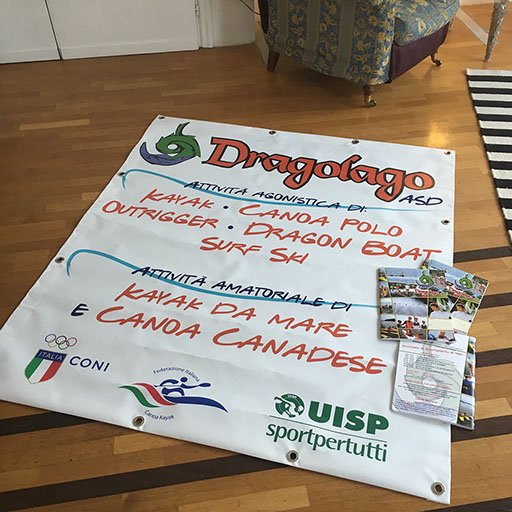 Dragolago
ASD
ATTIVITÀ AGONISTICA DI:
KAYAK • CANOA POLO
OUTRIGGER • DRAGON BOAT
SURF SKI
ATTIVITÀ AMATORIALE DI
KAYAK DA MARE
E CANOA CANADESE
ITALIA
CONI
Federazione Italiana
Canoa Kayak
UISP
sportpertutti